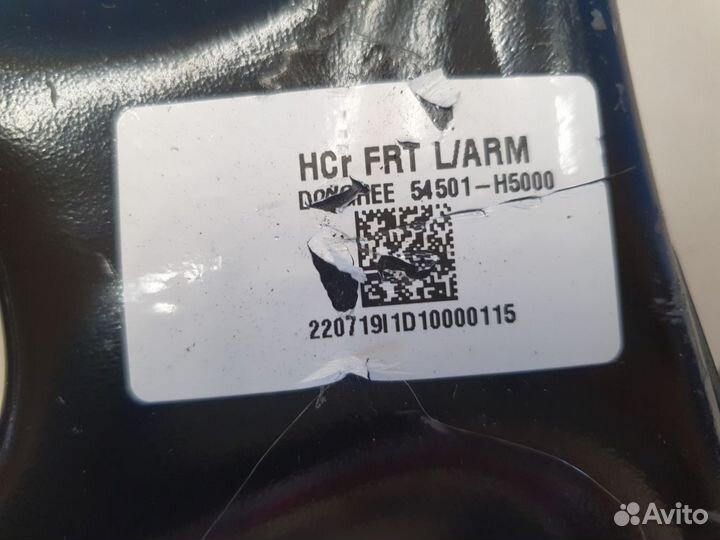 HCr FRT L/ARM
DONGHEE 54501-H5000
220719I1D10000115
Avito